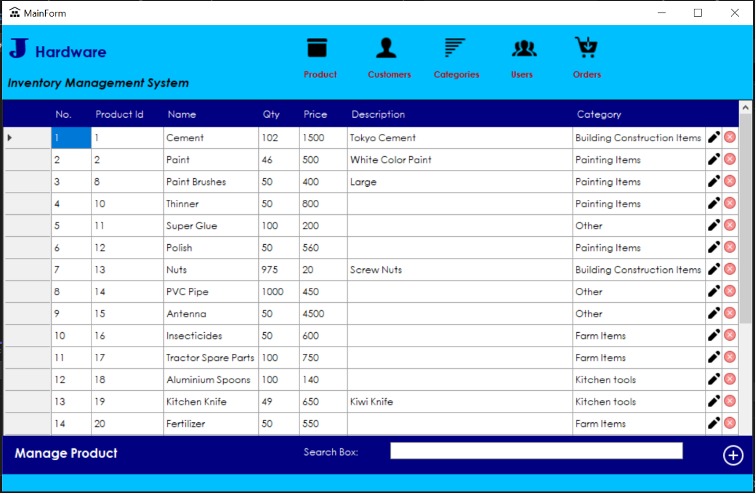 MainForm
J Hardware
Inventory Management System
Product Customers Categories Users Orders
No. Product Id Name Qty Price Description Category
1 1 Cement 102 1500 Tokyo Cement Building Construction Items
2 2 Paint 46 500 White Color Paint Painting Items
3 8 Paint Brushes 50 400 Large Painting Items
4 10 Thinner 50 800 Painting Items
5 11 Super Glue 100 200 Other
6 12 Polish 50 560 Painting Items
7 13 Nuts 975 20 Screw Nuts Building Construction Items
8 14 PVC Pipe 1000 450 Other
9 15 Antenna 50 4500 Other
10 16 Insecticides 50 600 Farm Items
11 17 Tractor Spare Parts 100 750 Farm Items
12 18 Aluminium Spoons 100 140 Kitchen tools
13 19 Kitchen Knife 49 650 Kiwi Knife Kitchen tools
14 20 Fertilizer 50 550 Farm Items
Manage Product Search Box: